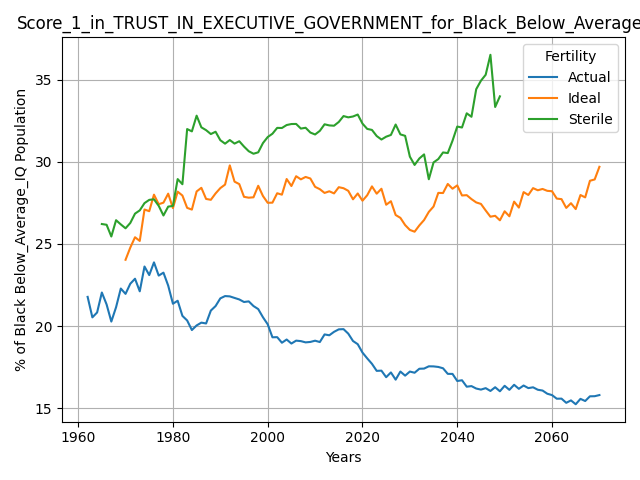 Score_1_in_TRUST_IN_EXECUTIVE_GOVERNMENT_for_Black_Below_Average
% of Black Below_Average_IQ Population
35
30
25
20
15
Fertility
Actual
Ideal
Sterile
1960 1980 2000 2020 2040 2060
Years